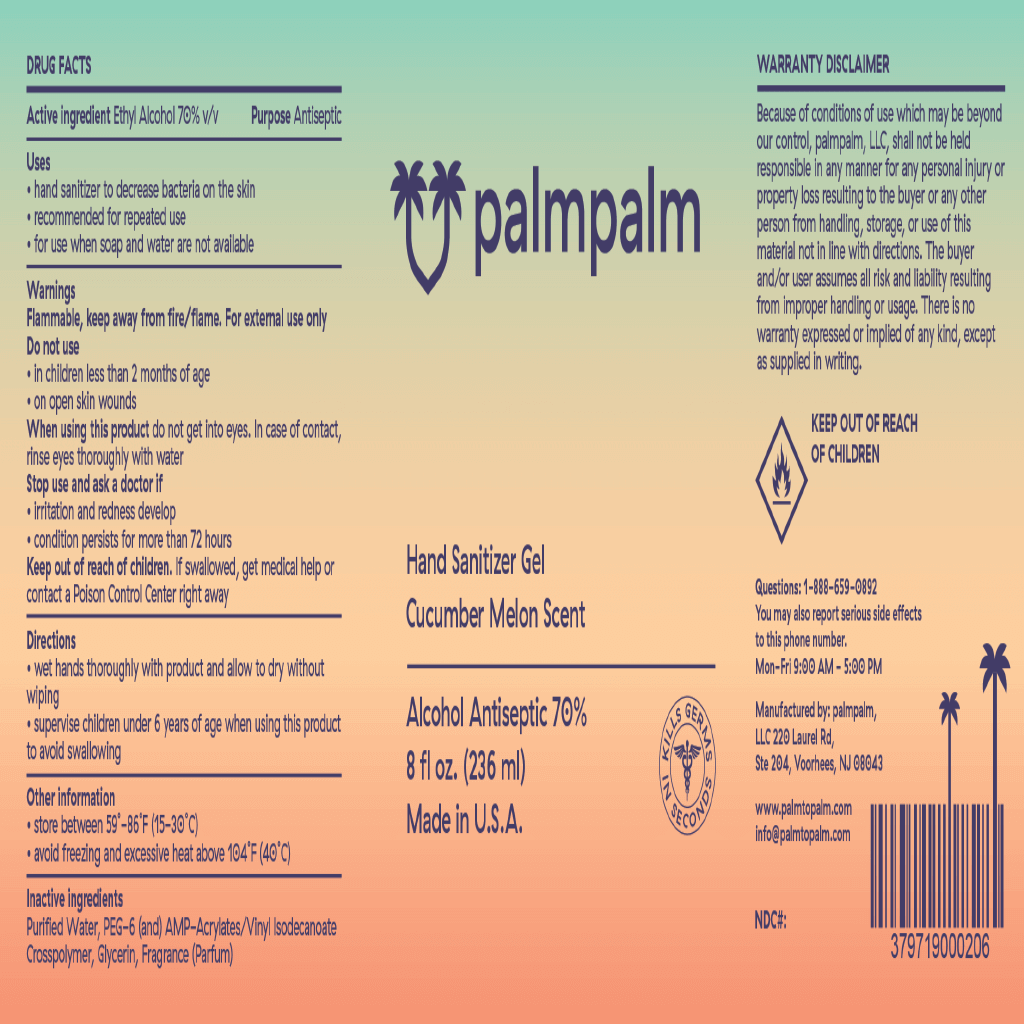 DRUG FACTS
Active ingredient Ethyl Alcohol 70% v/v Purpose Antiseptic
Uses
• hand sanitizer to decrease bacteria on the skin
• recommended for repeated use
• for use when soap and water are not available
Warnings
Flammable, keep away from fire/flame. For external use only
Do not use
• in children less than 2 months of age
• on open skin wounds
When using this product do not get into eyes. In case of contact,
rinse eyes thoroughly with water
Stop use and ask a doctor if
• irritation and redness develop
• condition persists for more than 72 hours
Keep out of reach of children. If swallowed, get medical help or
contact a Poison Control Center right away
Directions
• wet hands thoroughly with product and allow to dry without
wiping
• supervise children under 6 years of age when using this product
to avoid swallowing
Other information
• store between 59°-86°F (15-30°C)
• avoid freezing and excessive heat above 104°F (40°C)
Inactive ingredients
Purified Water, PEG-6 (and) AMP-Acrylates/Vinyl Isodecanoate
Crosspolymer, Glycerin, Fragrance (Parfum)
palmpalm
Hand Sanitizer Gel
Cucumber Melon Scent
Alcohol Antiseptic 70%
8 fl oz. (236 ml)
Made in U.S.A.
KILLS GERMS
IN SECONDS
WARRANTY DISCLAIMER
Because of conditions of use which may be beyond
our control, palmpalm, LLC, shall not be held
responsible in any manner for any personal injury or
property loss resulting to the buyer or any other
person from handling, storage, or use of this
material not in line with directions. The buyer
and/or user assumes all risk and liability resulting
from improper handling or usage. There is no
warranty expressed or implied of any kind, except
as supplied in writing.
KEEP OUT OF REACH
OF CHILDREN
Questions: 1-888-659-0892
You may also report serious side effects
to this phone number.
Mon-Fri 9:00 AM - 5:00 PM
Manufactured by: palmpalm,
LLC 220 Laurel Rd,
Ste 204, Voorhees, NJ 08043
www.palmtopalm.com
info@palmtopalm.com
NDC#:
379719000206